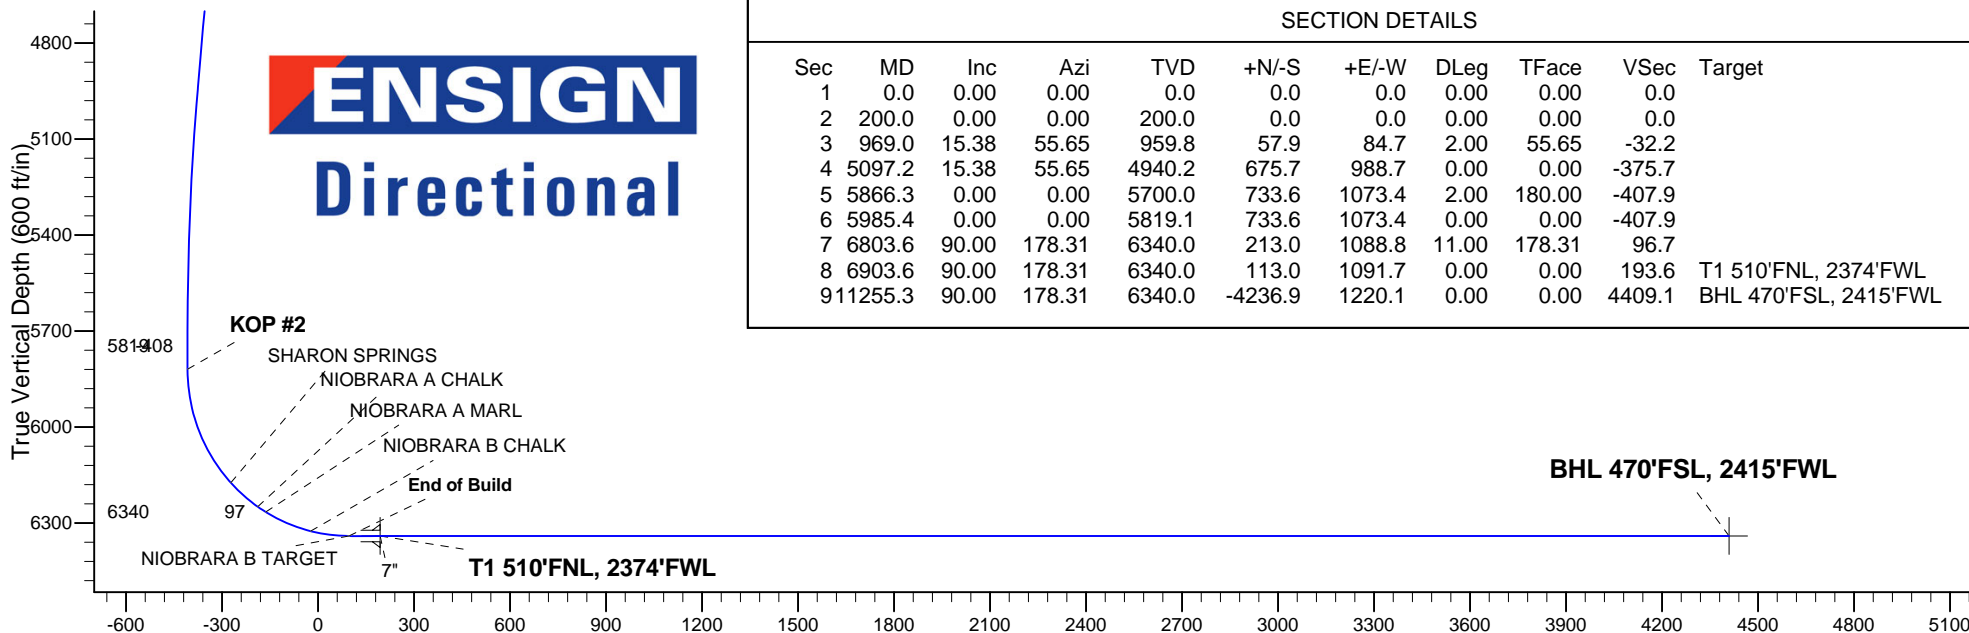 SECTION DETAILS
Sec MD Inc Azi TVD +N/-S +E/-W DLeg TFace VSec Target
1 0.0 0.00 0.00 0.0 0.0 0.0 0.00 0.00 0.0
2 200.0 0.00 0.00 200.0 0.0 0.0 0.00 0.00 0.0
3 969.0 15.38 55.65 959.8 57.9 84.7 2.00 55.65 -32.2
4 5097.2 15.38 55.65 4940.2 675.7 988.7 0.00 0.00 -375.7
5 5866.3 0.00 0.00 5700.0 733.6 1073.4 2.00 180.00 -407.9
6 5985.4 0.00 0.00 5819.1 733.6 1073.4 0.00 0.00 -407.9
7 6803.6 90.00 178.31 6340.0 213.0 1088.8 11.00 178.31 96.7
8 6903.6 90.00 178.31 6340.0 113.0 1091.7 0.00 0.00 193.6 T1 510'FNL, 2374'FWL
9 11255.3 90.00 178.31 6340.0 -4236.9 1220.1 0.00 0.00 4409.1 BHL 470'FSL, 2415'FWL
ENSIGN
Directional
True Vertical Depth (600 ft/in)
4800
5100
5400
5700
6000
6300
KOP #2
5819 -408
SHARON SPRINGS
NIOBRARA A CHALK
NIOBRARA A MARL
NIOBRARA B CHALK
End of Build
6340 97
NIOBRARA B TARGET
7"
T1 510'FNL, 2374'FWL
BHL 470'FSL, 2415'FWL
-600 -300 0 300 600 900 1200 1500 1800 2100 2400 2700 3000 3300 3600 3900 4200 4500 4800 5100